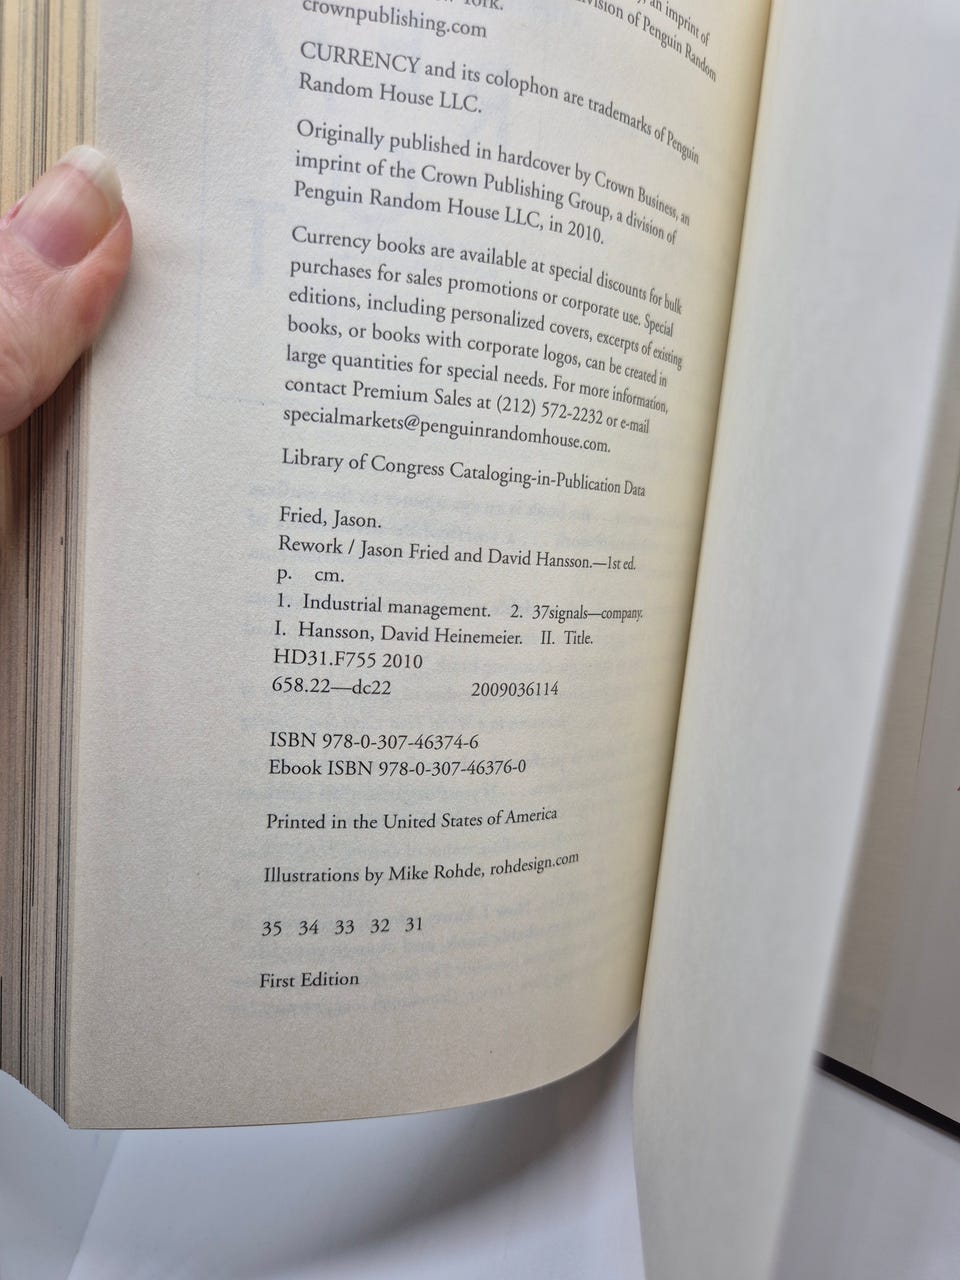 York.
crownpublishing.com
, an imprint of
division of Penguin Random
CURRENCY and its colophon are trademarks of Penguin
Random House LLC.
Originally published in hardcover by Crown Business, an
imprint of the Crown Publishing Group, a division of
Penguin Random House LLC, in 2010.
Currency books are available at special discounts for bulk
purchases for sales promotions or corporate use. Special
editions, including personalized covers, excerpts of existing
books, or books with corporate logos, can be created in
large quantities for special needs. For more information,
contact Premium Sales at (212) 572-2232 or e-mail
specialmarkets@penguinrandomhouse.com.
Library of Congress Cataloging-in-Publication Data
Fried, Jason.
Rework / Jason Fried and David Hansson.—1st ed.
p. cm.
1. Industrial management. 2. 37signals—company.
I. Hansson, David Heinemeier. II. Title.
HD31.F755 2010
658.22—dc22 2009036114
ISBN 978-0-307-46374-6
Ebook ISBN 978-0-307-46376-0
Printed in the United States of America
Illustrations by Mike Rohde, rohdesign.com
35 34 33 32 31
First Edition